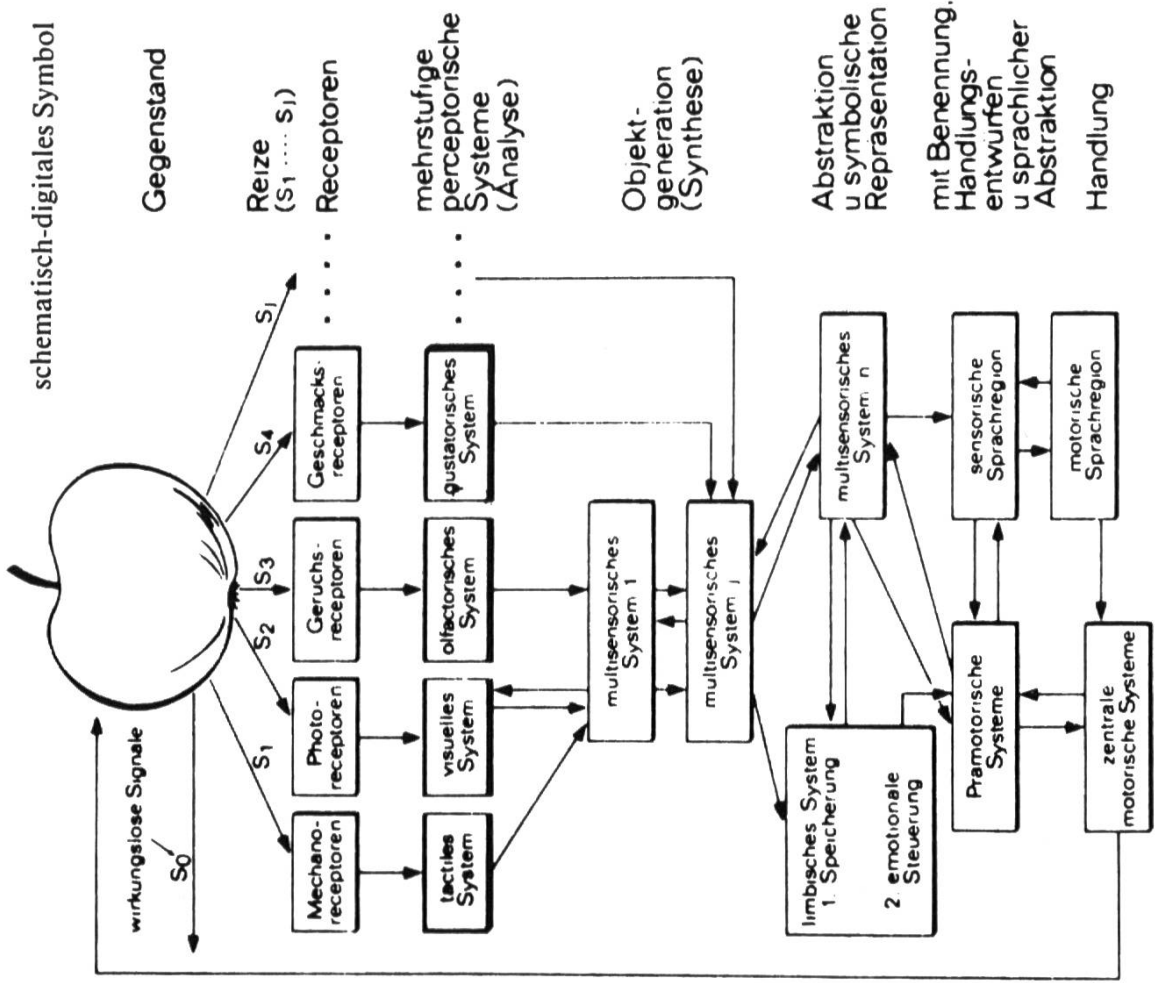 schematisch-digitales Symbol
Gegenstand
wirkungslose Signale
S0
S1
S2
S3
S4
Sj
Reize
(S1 .... Sj)
Receptoren
Mechano-
receptoren
Photo-
receptoren
Geruchs-
receptoren
Geschmacks-
receptoren
. . . .
mehrstufige
perceptorische
Systeme
(Analyse)
tactiles
System
visuelles
System
olfactorisches
System
gustatorisches
System
. . . .
Objekt-
generation
(Synthese)
multisensorisches
System 1
multisensorisches
System j
Abstraktion
u symbolische
Repräsentation
limbisches System
1. Speicherung
2. emotionale
Steuerung
multisensorisches
System n
mit Benennung,
Handlungs-
entwürfen
u sprachlicher
Abstraktion
Pramotorische
Systeme
sensorische
Sprachregion
Handlung
zentrale
motorische Systeme
motorische
Sprachregion